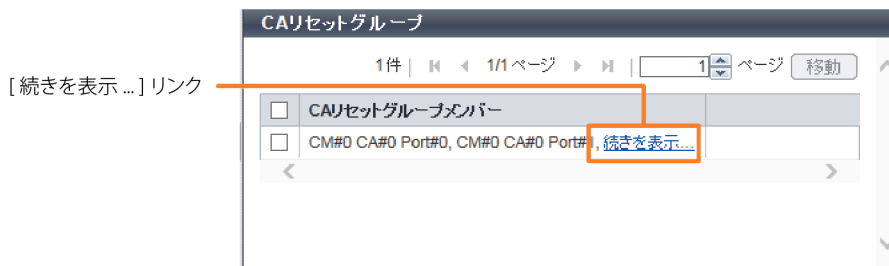 CAリセットグループ
1件 | 1/1 ページ | 1 ページ 移動
[ 続きを表示 ... ] リンク
CAリセットグループメンバー
CM#0 CA#0 Port#0, CM#0 CA#0 Port#1, 続きを表示...